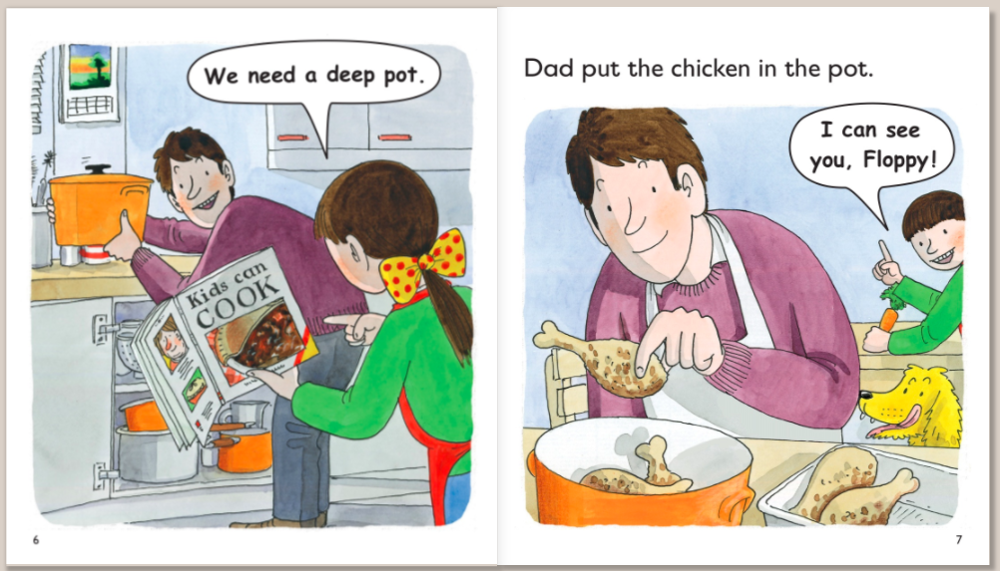 We need a deep pot.
Kids can
COOK
6
Dad put the chicken in the pot.
I can see
you, Floppy!
7